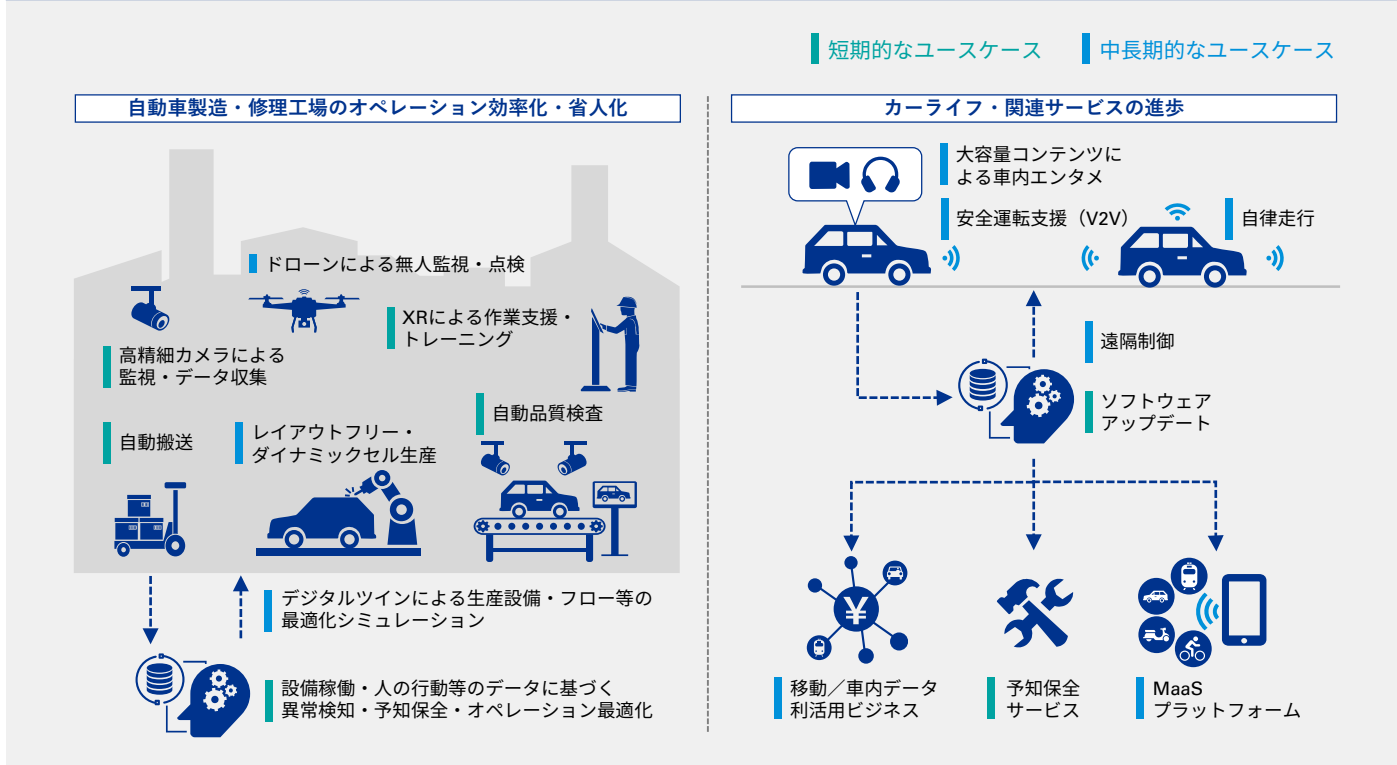 短期的なユースケース
中長期的なユースケース
自動車製造・修理工場のオペレーション効率化・省人化
ドローンによる無人監視・点検
XRによる作業支援・
トレーニング
高精細カメラによる
監視・データ収集
自動品質検査
自動搬送
レイアウトフリー・
ダイナミックセル生産
デジタルツインによる生産設備・フロー等の
最適化シミュレーション
設備稼働・人の行動等のデータに基づく
異常検知・予知保全・オペレーション最適化
カーライフ・関連サービスの進歩
大容量コンテンツに
よる車内エンタメ
安全運転支援（V2V）
自律走行
遠隔制御
ソフトウェア
アップデート
¥
移動／車内データ
利活用ビジネス
予知保全
サービス
MaaS
プラットフォーム